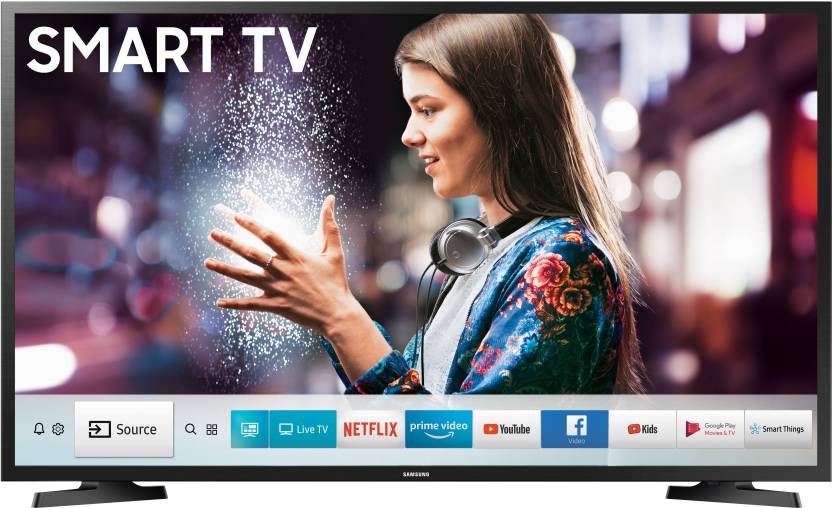 SMART TV
Source
Live TV
NETFLIX
prime video
YouTube
f
Video
Kids
Google Play
Movies & TV
Smart Things
SAMSUNG